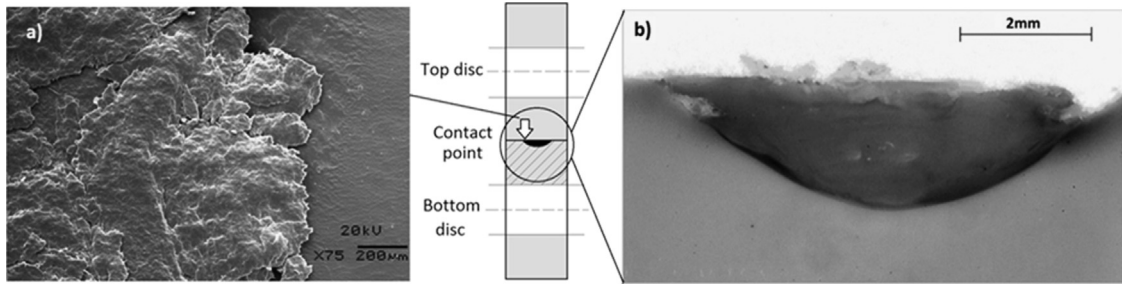 a)
20kV
X75 200μm
Top disc
Contact
point
Bottom
disc
b)
2mm